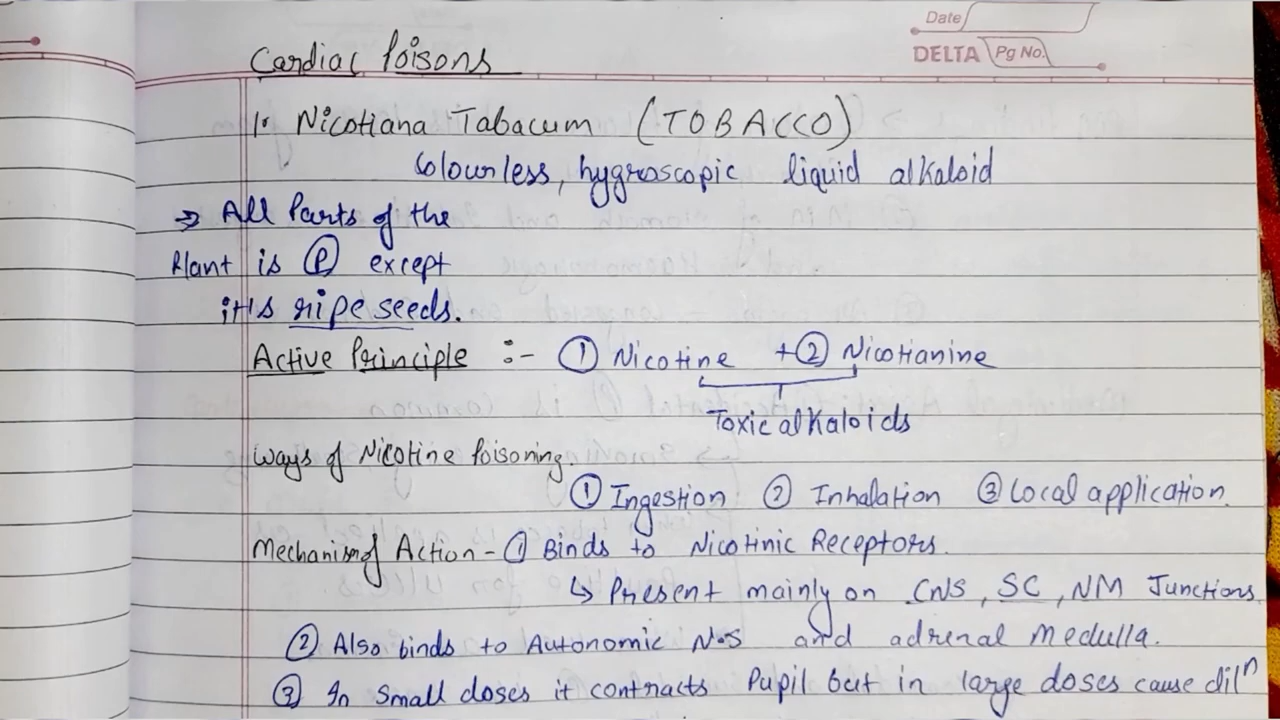 Date
DELTA Pg No.
Cardiac Poisons
1. Nicotiana Tabacum (TOBACCO)
Colourless, hygroscopic liquid alkaloid
⇒ All Parts of the
Plant is Ⓟ except
it's ripe seeds.
Active Principle :- ① Nicotine + ② Nicotianine
Toxic alkaloids
Ways of Nicotine Poisoning.
① Ingestion ② Inhalation ③ Local application.
Mechanism of Action - ① Binds to Nicotinic Receptors.
↳ Present mainly on CNS, SC, NM Junctions
② Also binds to Autonomic N.S and adrenal Medulla.
③ In small doses it contracts Pupil but in large doses cause dilⁿ